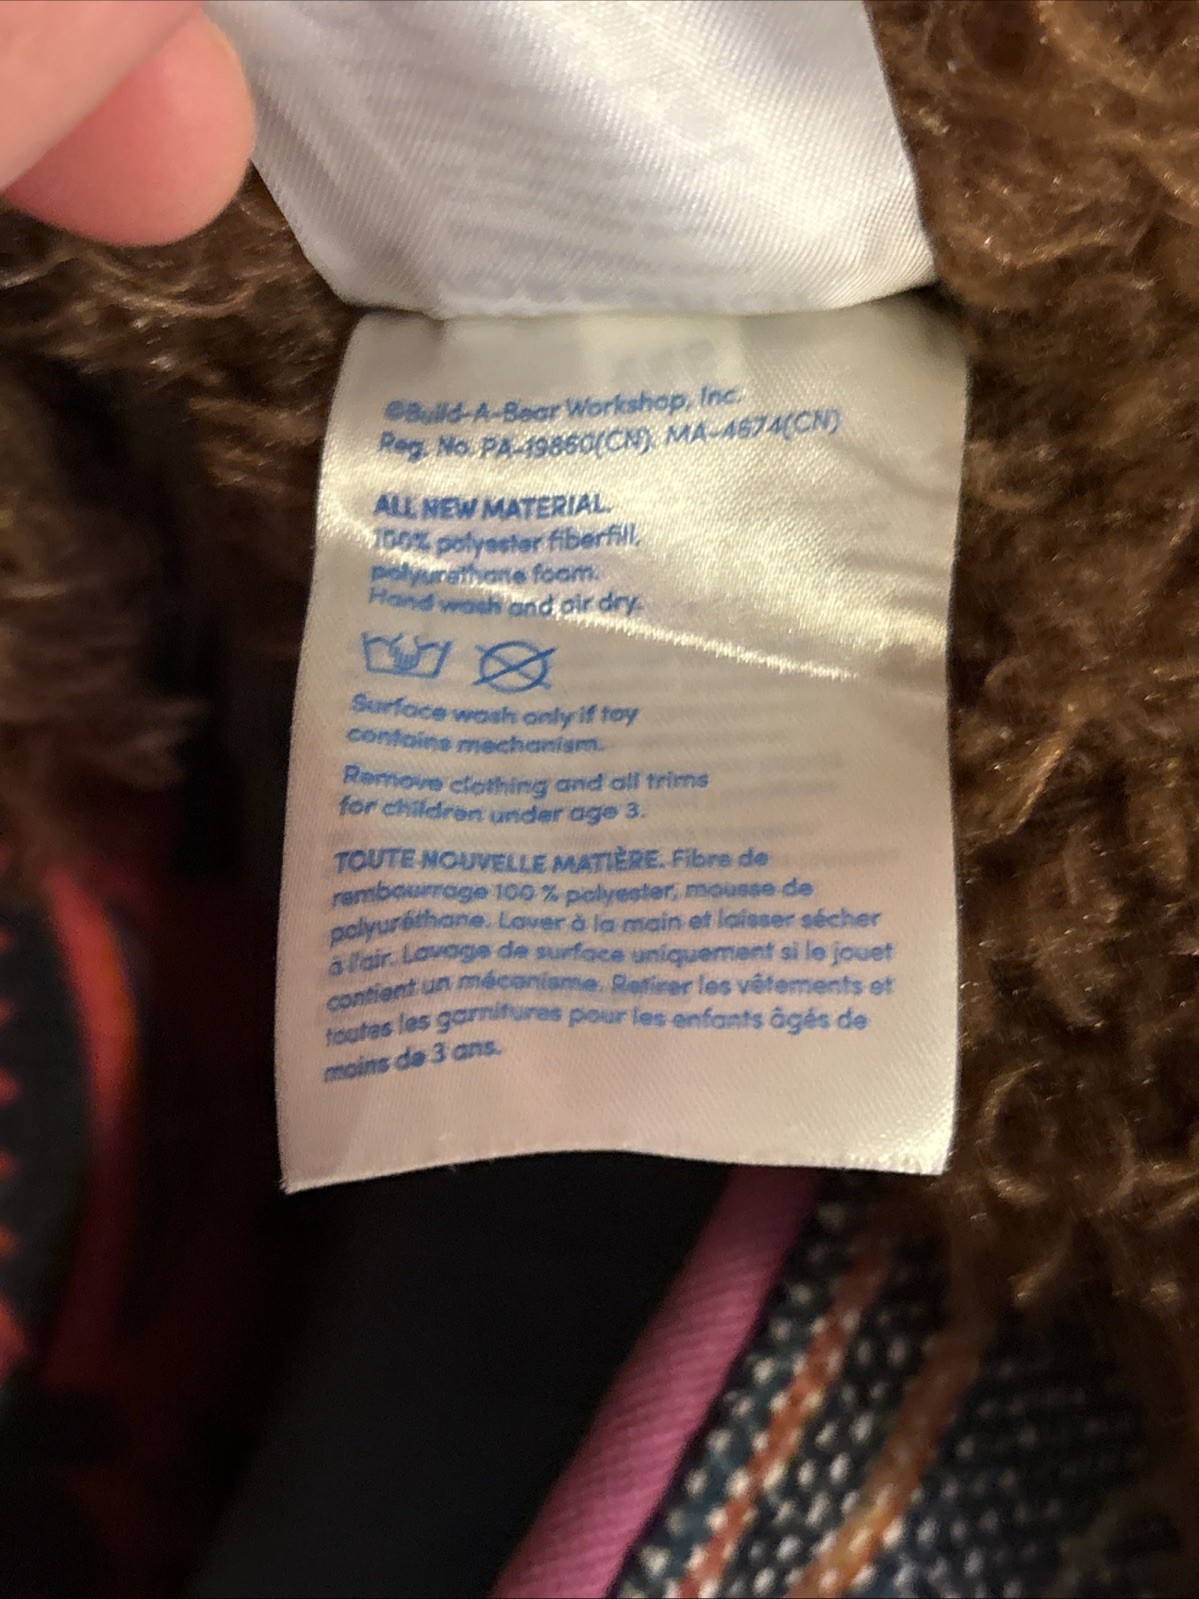 ©Build-A-Bear Workshop, Inc.
Reg. No. PA-19860(CN), MA-4674(CN)
ALL NEW MATERIAL.
100% polyester fiberfill,
polyurethane foam.
Hand wash and air dry.
Surface wash only if toy
contains mechanism.
Remove clothing and all trims
for children under age 3.
TOUTE NOUVELLE MATIÈRE. Fibre de
rembourrage 100 % polyester, mousse de
polyuréthane. Laver à la main et laisser sécher
à l'air. Lavage de surface uniquement si le jouet
contient un mécanisme. Retirer les vêtements et
toutes les garnitures pour les enfants âgés de
moins de 3 ans.